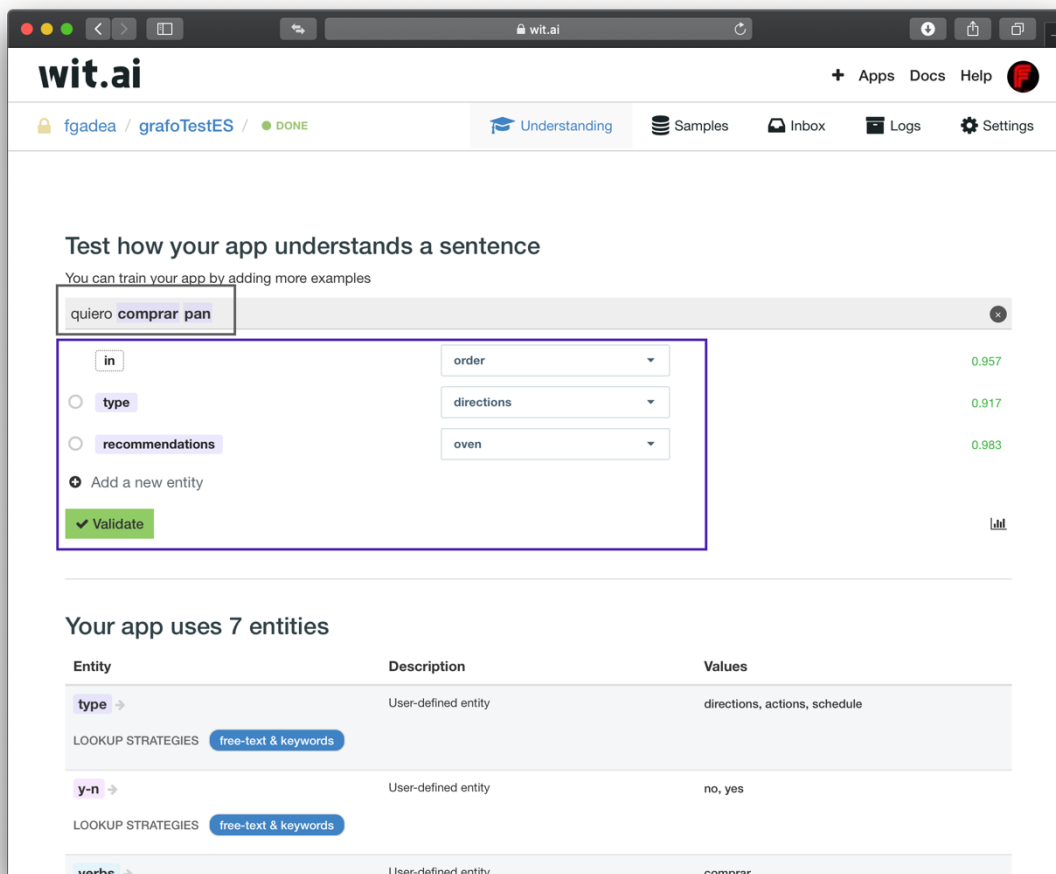 wit.ai
wit.ai
Apps Docs Help
fgadea / grafoTestES / DONE
Understanding Samples Inbox Logs Settings
Test how your app understands a sentence
You can train your app by adding more examples
quiero comprar pan
in order 0.957
type directions 0.917
recommendations oven 0.983
Add a new entity
Validate
Your app uses 7 entities
Entity Description Values
type User-defined entity directions, actions, schedule
LOOKUP STRATEGIES free-text & keywords
y-n User-defined entity no, yes
LOOKUP STRATEGIES free-text & keywords
verbs User-defined entity comprar